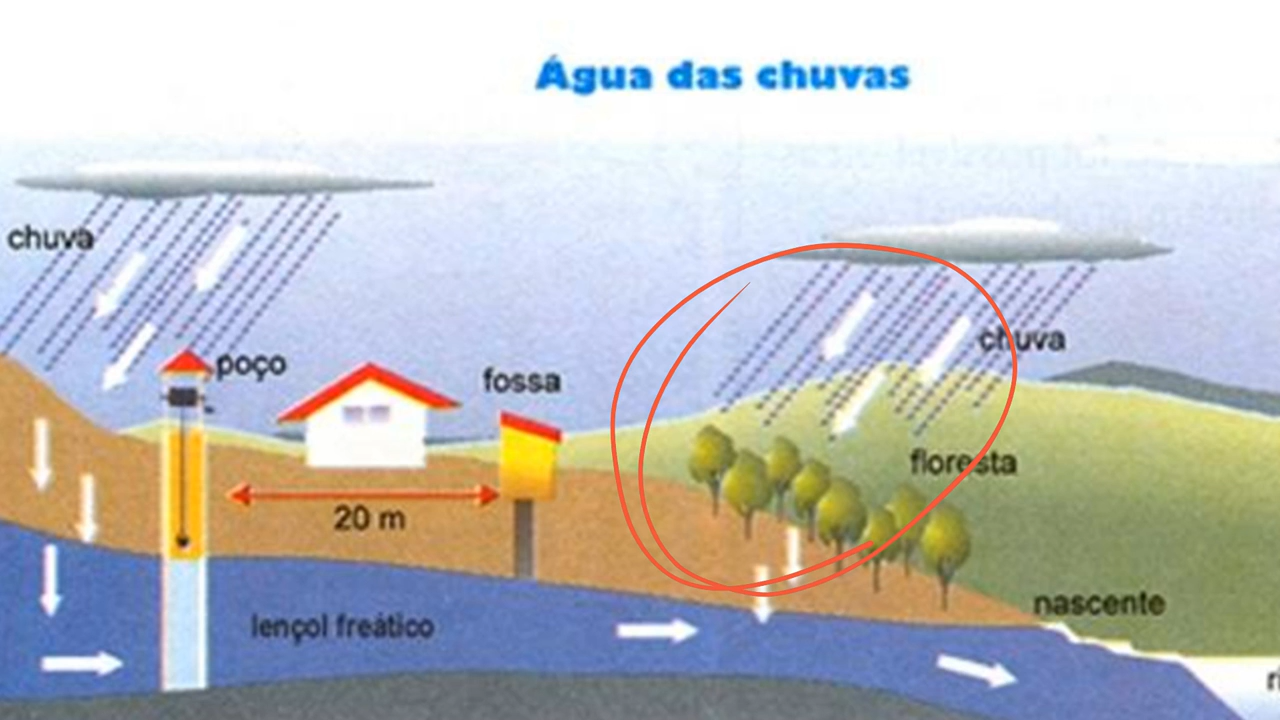 Água das chuvas
chuva
chuva
poço
fossa
floresta
20 m
nascente
lençol freático